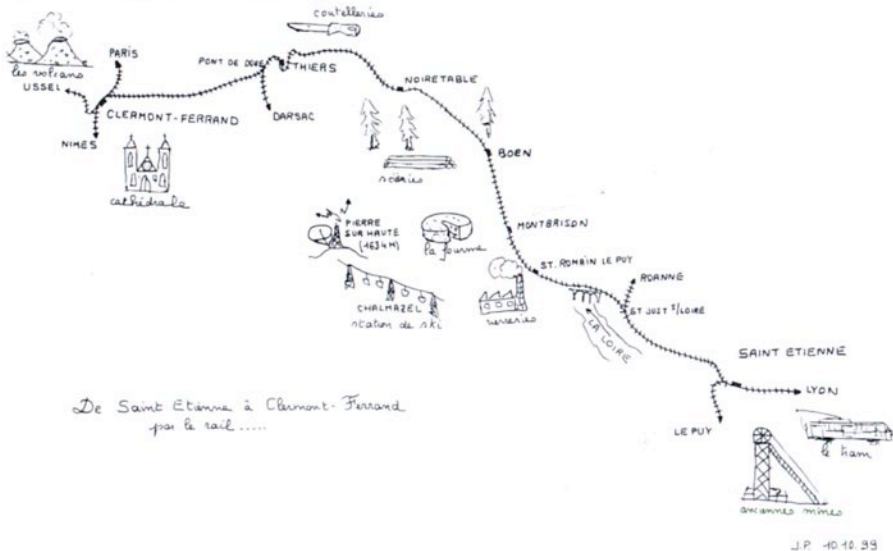 coutelleries
les volcans
PARIS
USSEL
PONT DE DORE
THIERS
NOIRETABLE
CLERMONT-FERRAND
DARSAC
NIMES
cathédrale
BOEN
scieries
MONTBRISON
PIERRE
SUR HAUTE
(1634 M)
la fourme
ST. ROMAIN LE PUY
ROANNE
CHALMAZEL
station de ski
verreries
LA LOIRE
ST JUST S/LOIRE
SAINT ETIENNE
LYON
De Saint Etienne à Clermont-Ferrand
par le rail.....
LE PUY
le tram
anciennes mines
J.P. 10.10.99